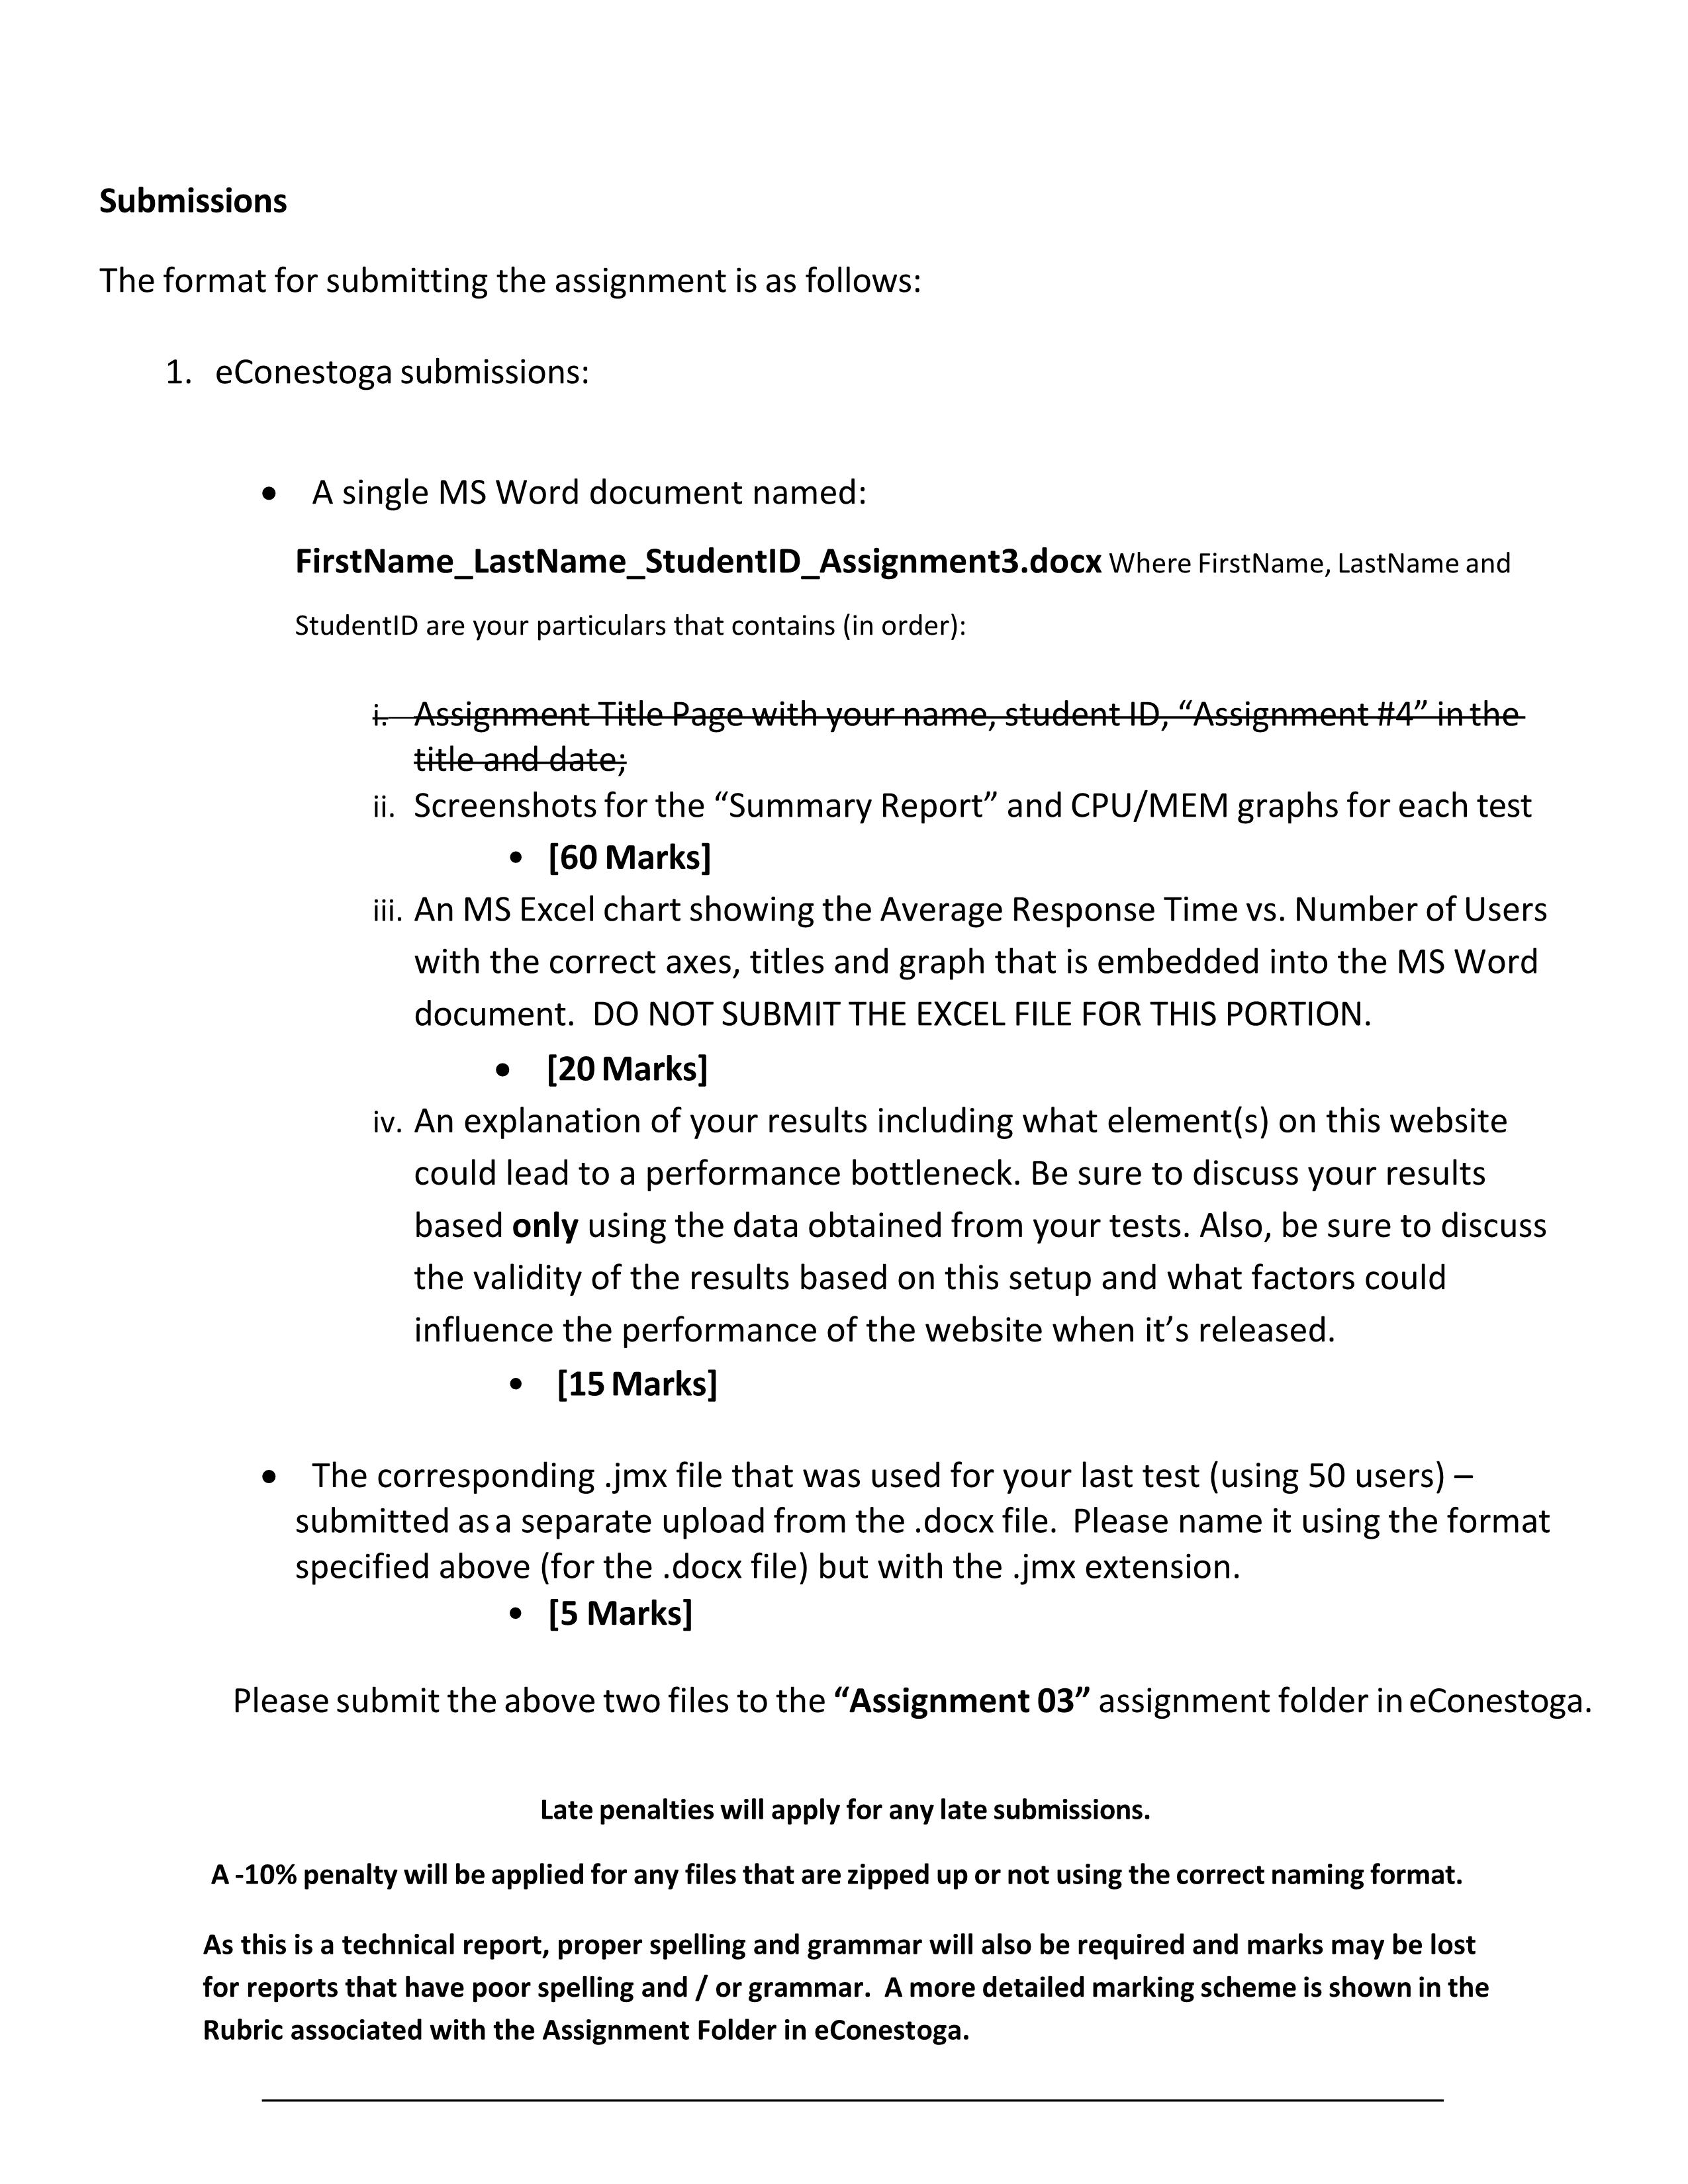 Submissions
The format for submitting the assignment is as follows:
1. eConestoga submissions:
• A single MS Word document named:
FirstName_LastName_StudentID_Assignment3.docx Where FirstName, LastName and
StudentID are your particulars that contains (in order):
i. Assignment Title Page with your name, student ID, “Assignment #4” in the
title and date;
ii. Screenshots for the “Summary Report” and CPU/MEM graphs for each test
• [60 Marks]
iii. An MS Excel chart showing the Average Response Time vs. Number of Users
with the correct axes, titles and graph that is embedded into the MS Word
document. DO NOT SUBMIT THE EXCEL FILE FOR THIS PORTION.
• [20 Marks]
iv. An explanation of your results including what element(s) on this website
could lead to a performance bottleneck. Be sure to discuss your results
based only using the data obtained from your tests. Also, be sure to discuss
the validity of the results based on this setup and what factors could
influence the performance of the website when it’s released.
• [15 Marks]
• The corresponding .jmx file that was used for your last test (using 50 users) –
submitted as a separate upload from the .docx file. Please name it using the format
specified above (for the .docx file) but with the .jmx extension.
• [5 Marks]
Please submit the above two files to the “Assignment 03” assignment folder in eConestoga.
Late penalties will apply for any late submissions.
A -10% penalty will be applied for any files that are zipped up or not using the correct naming format.
As this is a technical report, proper spelling and grammar will also be required and marks may be lost
for reports that have poor spelling and / or grammar. A more detailed marking scheme is shown in the
Rubric associated with the Assignment Folder in eConestoga.